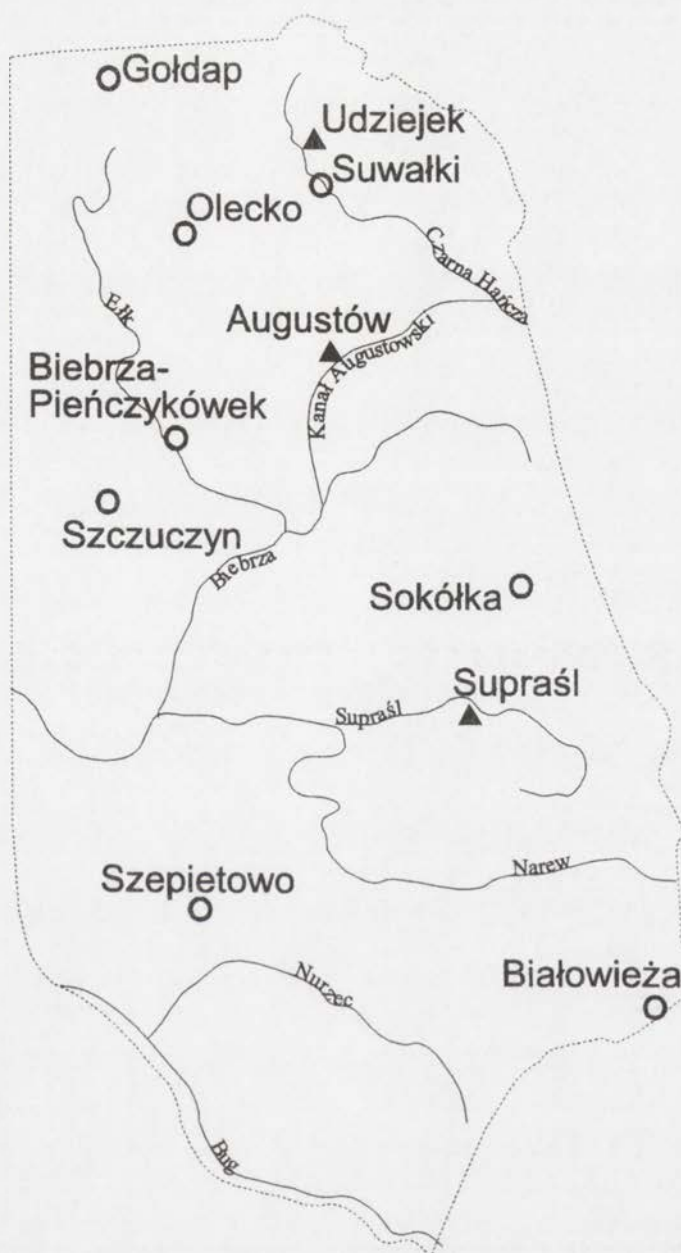 Gołdap
Udziejek
Suwałki
Olecko
Czarna Hańcza
Ełk
Augustów
Kanał Augustowski
Biebrza-
Pieńczykówek
Szczuczyn
Biebrza
Sokółka
Supraśl
Supraśl
Narew
Szepietowo
Białowieża
Nurzec
Bug